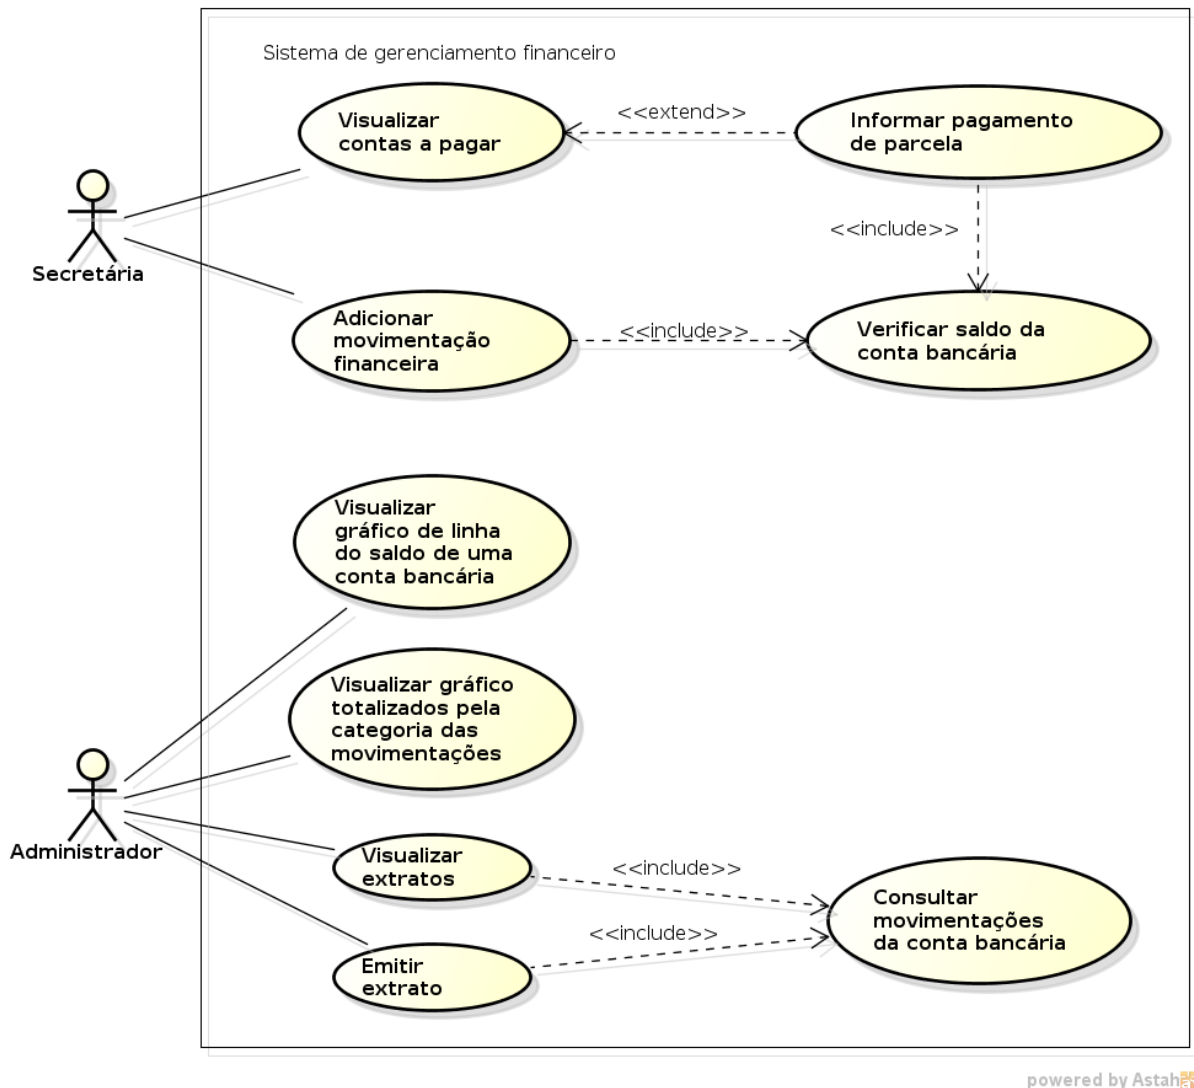 Sistema de gerenciamento financeiro
Visualizar
contas a pagar
<<extend>>
Informar pagamento
de parcela
<<include>>
Secretária
Adicionar
movimentação
financeira
<<include>>
Verificar saldo da
conta bancária
Visualizar
gráfico de linha
do saldo de uma
conta bancária
Visualizar gráfico
totalizados pela
categoria das
movimentações
Administrador
Visualizar
extratos
<<include>>
Consultar
movimentações
da conta bancária
<<include>>
Emitir
extrato
powered by Astah